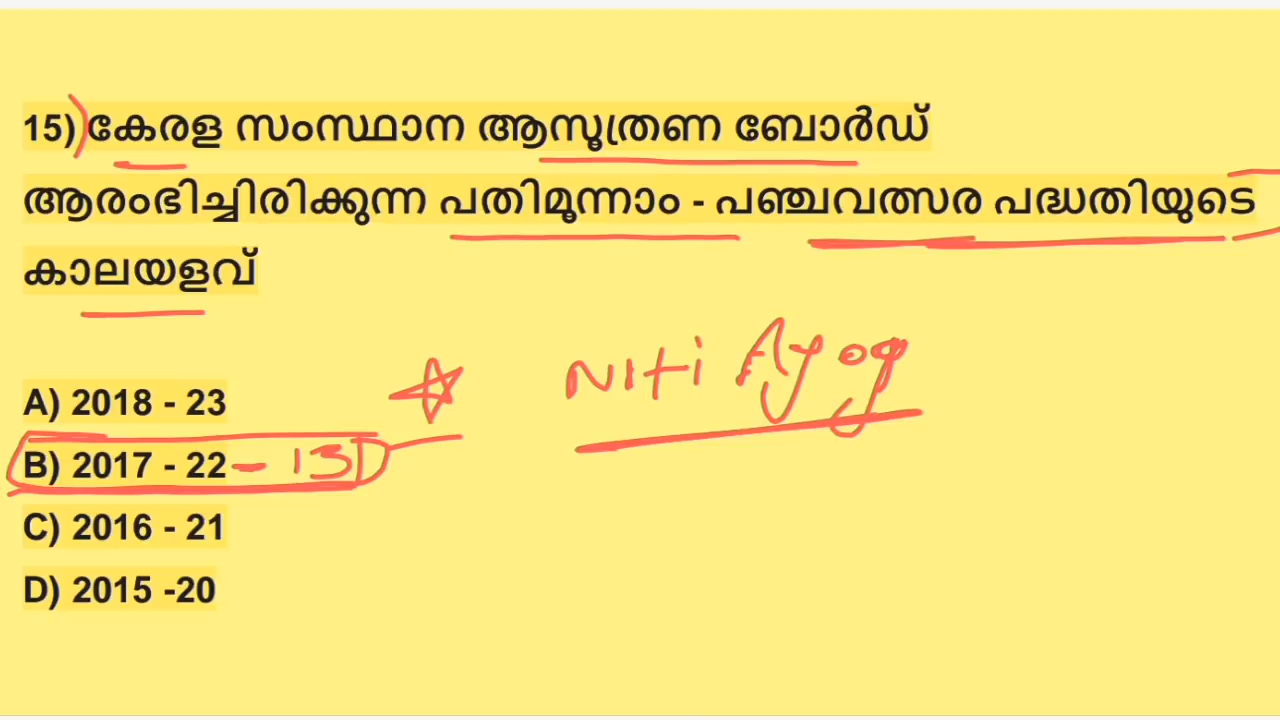 15) കേരള സംസ്ഥാന ആസൂത്രണ ബോർഡ്
ആരംഭിച്ചിരിക്കുന്ന പതിമൂന്നാം - പഞ്ചവത്സര പദ്ധതിയുടെ
കാലയളവ്
Niti Ayog
A) 2018 - 23
B) 2017 - 22 - 13
C) 2016 - 21
D) 2015 -20